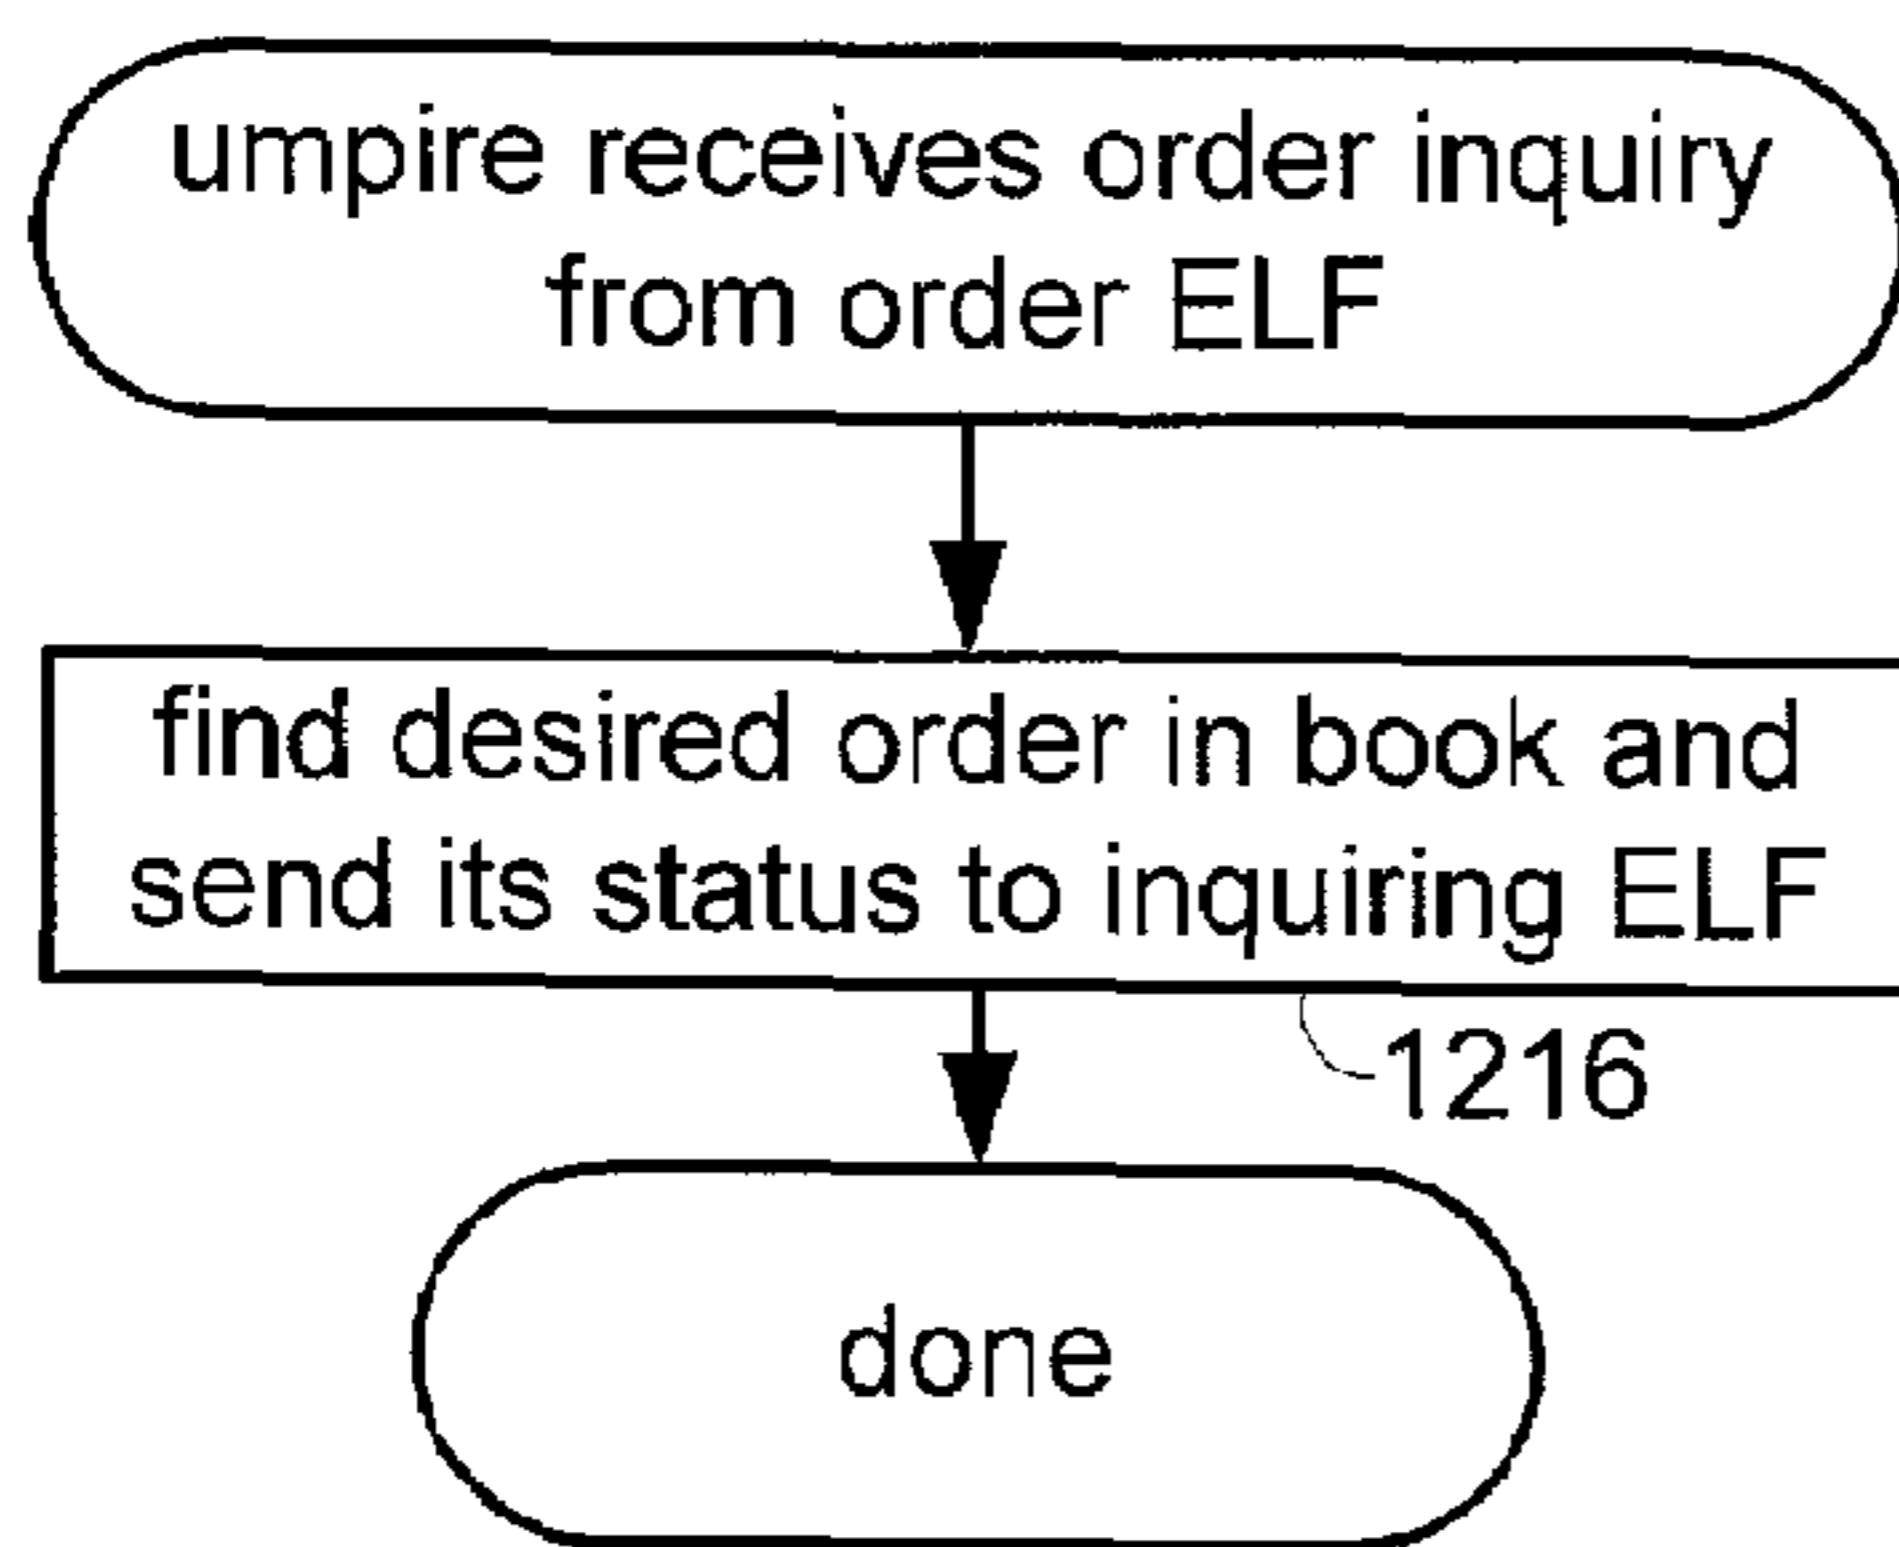 umpire receives order inquiry
from order ELF
find desired order in book and
send its status to inquiring ELF
1216
done